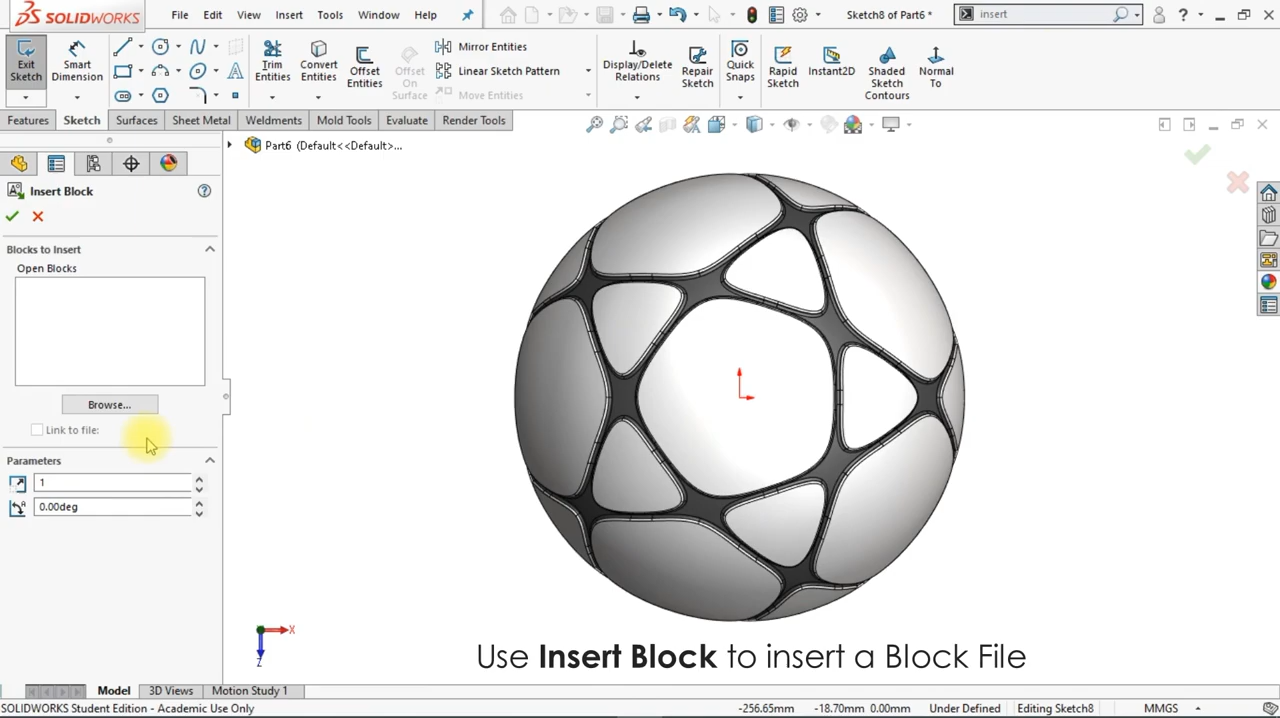 SOLIDWORKS File Edit View Insert Tools Window Help Sketch8 of Part6 * insert
Exit Sketch
Smart Dimension
Trim Entities
Convert Entities
Offset Entities
Offset On Surface
Mirror Entities
Linear Sketch Pattern
Move Entities
Display/Delete Relations
Repair Sketch
Quick Snaps
Rapid Sketch
Instant2D
Shaded Sketch Contours
Normal To
Features Sketch Surfaces Sheet Metal Weldments Mold Tools Evaluate Render Tools
Part6 (Default<<Default>...
Insert Block
Blocks to Insert
Open Blocks
Browse...
Link to file:
Parameters
1
0.00deg
X
Z
Use Insert Block to insert a Block File
Model 3D Views Motion Study 1
SOLIDWORKS Student Edition - Academic Use Only -256.65mm -18.70mm 0.00mm Under Defined Editing Sketch8 MMGS